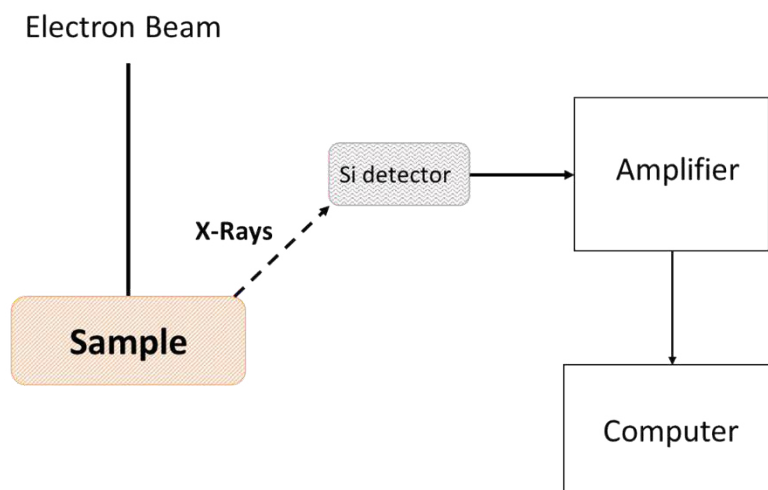 Electron Beam
Si detector
Amplifier
X-Rays
Sample
Computer